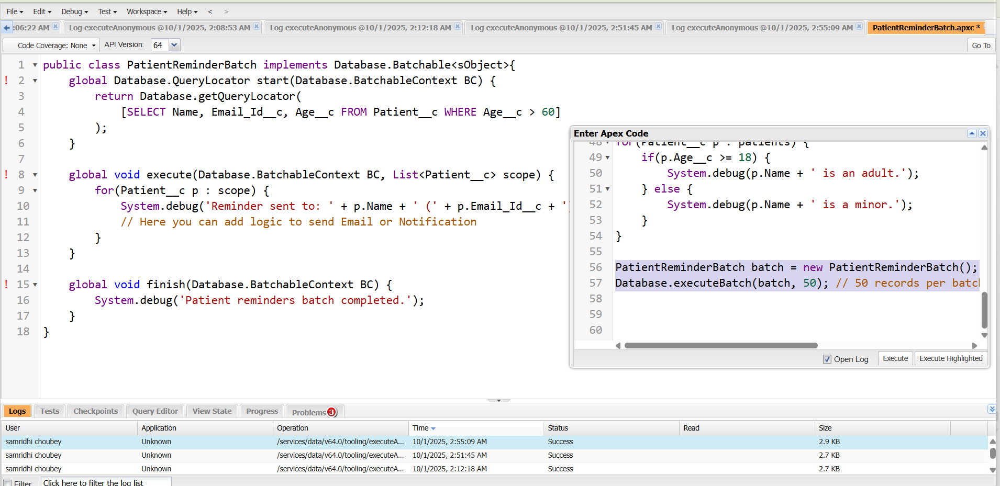 File Edit Debug Test Workspace Help < >
:06:22 AM Log executeAnonymous @10/1/2025, 2:08:53 AM Log executeAnonymous @10/1/2025, 2:12:18 AM Log executeAnonymous @10/1/2025, 2:51:45 AM Log executeAnonymous @10/1/2025, 2:55:09 AM PatientReminderBatch.apxc *
Code Coverage: None API Version: 64 Go To
1 public class PatientReminderBatch implements Database.Batchable<sObject>{
! 2 global Database.QueryLocator start(Database.BatchableContext BC) {
3 return Database.getQueryLocator(
4 [SELECT Name, Email_Id__c, Age__c FROM Patient__c WHERE Age__c > 60]
5 );
6 }
7
! 8 global void execute(Database.BatchableContext BC, List<Patient__c> scope) {
9 for(Patient__c p : scope) {
10 System.debug('Reminder sent to: ' + p.Name + ' (' + p.Email_Id__c + '
11 // Here you can add logic to send Email or Notification
12 }
13 }
14
! 15 global void finish(Database.BatchableContext BC) {
16 System.debug('Patient reminders batch completed.');
17 }
18 }
Enter Apex Code
48 for(Patient__c p : patients) {
49 if(p.Age__c >= 18) {
50 System.debug(p.Name + ' is an adult.');
51 } else {
52 System.debug(p.Name + ' is a minor.');
53 }
54 }
55
56 PatientReminderBatch batch = new PatientReminderBatch();
57 Database.executeBatch(batch, 50); // 50 records per batch
58
59
60
Open Log Execute Execute Highlighted
Logs Tests Checkpoints Query Editor View State Progress Problems 3
User Application Operation Time Status Read Size
samridhi choubey Unknown /services/data/v64.0/tooling/executeA... 10/1/2025, 2:55:09 AM Success 2.9 KB
samridhi choubey Unknown /services/data/v64.0/tooling/executeA... 10/1/2025, 2:51:45 AM Success 2.7 KB
samridhi choubey Unknown /services/data/v64.0/tooling/executeA... 10/1/2025, 2:12:18 AM Success 2.7 KB
Filter Click here to filter the log list